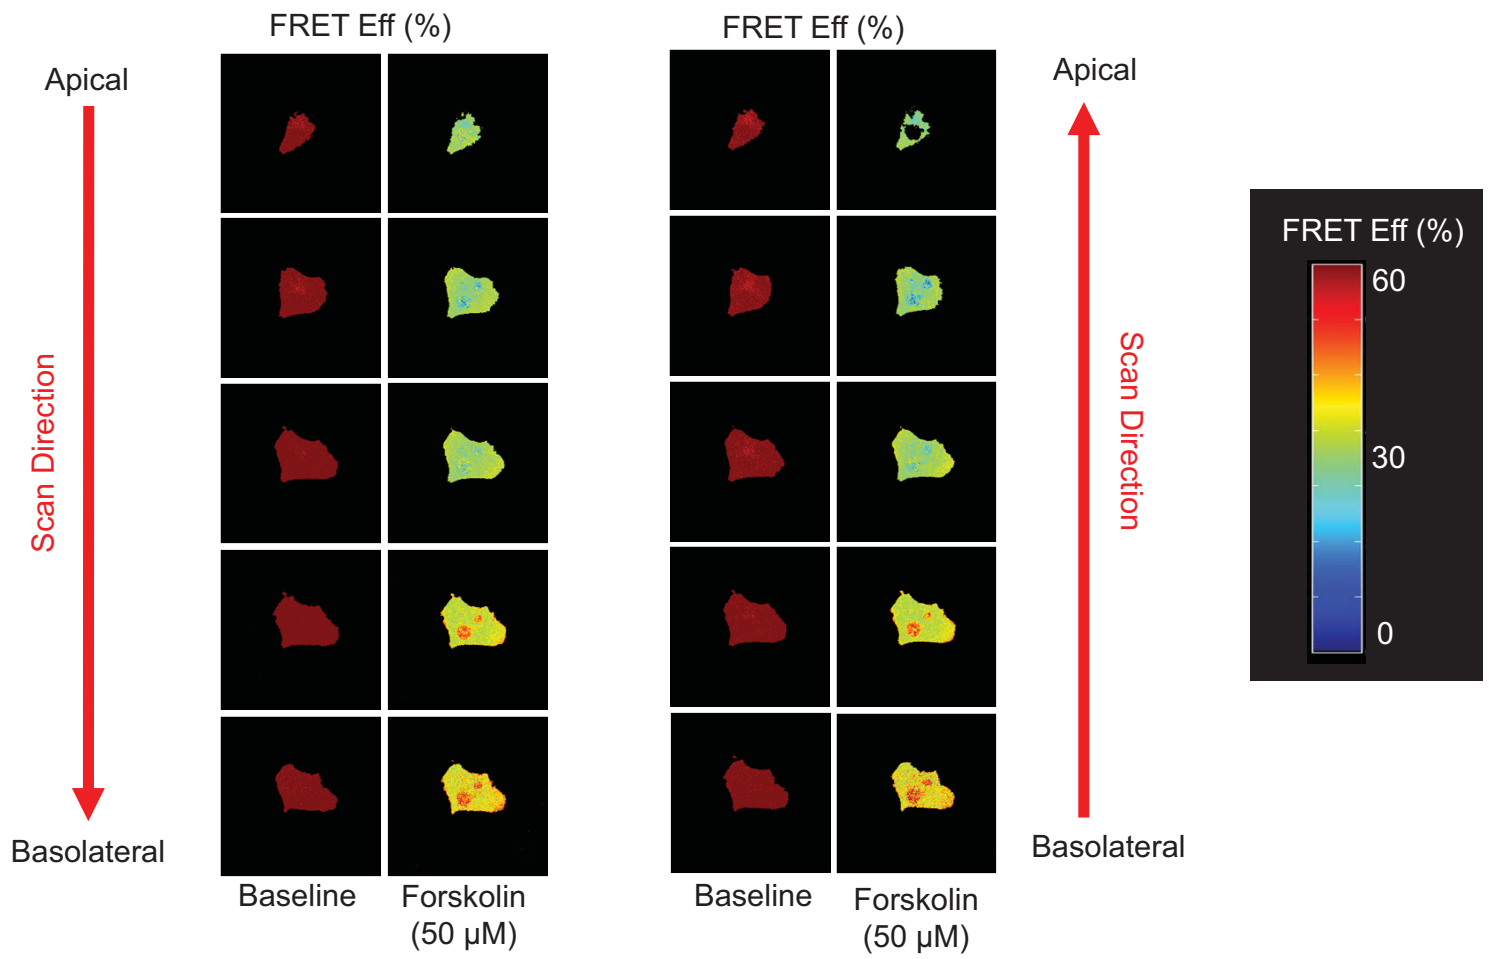 FRET Eff (%)
FRET Eff (%)
Apical
Apical
FRET Eff (%)
60
30
0
Scan Direction
Scan Direction
Basolateral
Basolateral
Baseline
Forskolin
(50 µM)
Baseline
Forskolin
(50 µM)